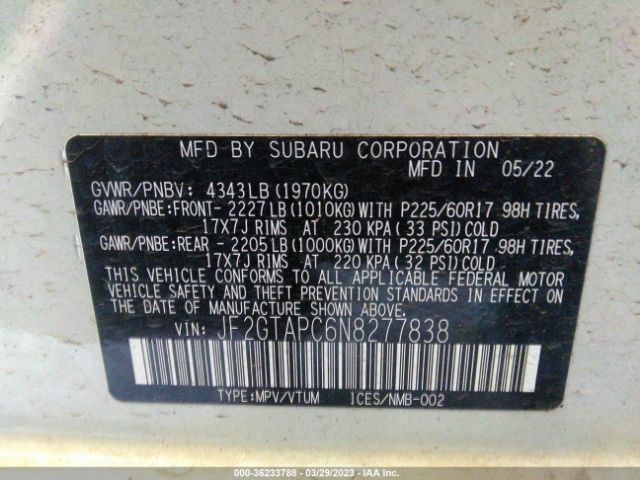 MFD BY SUBARU CORPORATION
MFD IN 05/22
GVWR/PNBV: 4343LB(1970KG)
GAWR/PNBE:FRONT- 2227LB(1010KG)WITH P225/60R17 98H TIRES,
17X7J RIMS AT 230 KPA(33 PSI)COLD
GAWR/PNBE:REAR - 2205LB(1000KG)WITH P225/60R17 98H TIRES,
17X7J RIMS AT 220 KPA(32 PSI)COLD
THIS VEHICLE CONFORMS TO ALL APPLICABLE FEDERAL MOTOR
VEHICLE SAFETY AND THEFT PREVENTION STANDARDS IN EFFECT ON
THE DATE OF MANUFACTURE SHOWN ABOVE.
VIN: JF2GTAPC6N8277838
TYPE:MPV/VTUM ICES/NMB-002
000-36233788 - 03/29/2023 - IAA Inc.